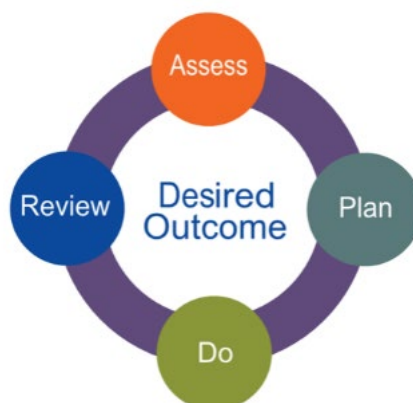 Assess
Plan
Do
Review
Desired
Outcome